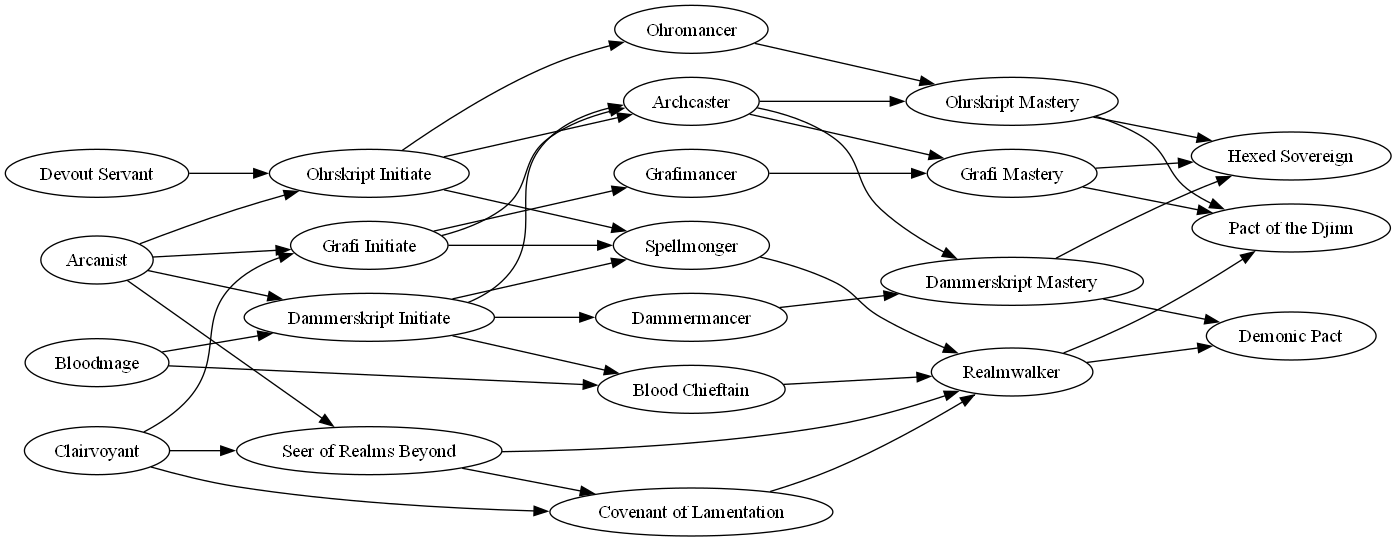 Ohromancer
Archcaster
Ohrskript Mastery
Hexed Sovereign
Devout Servant
Ohrskript Initiate
Grafimancer
Grafi Mastery
Pact of the Djinn
Arcanist
Grafi Initiate
Spellmonger
Dammerskript Mastery
Dammerskript Initiate
Dammermancer
Demonic Pact
Bloodmage
Blood Chieftain
Realmwalker
Clairvoyant
Seer of Realms Beyond
Covenant of Lamentation